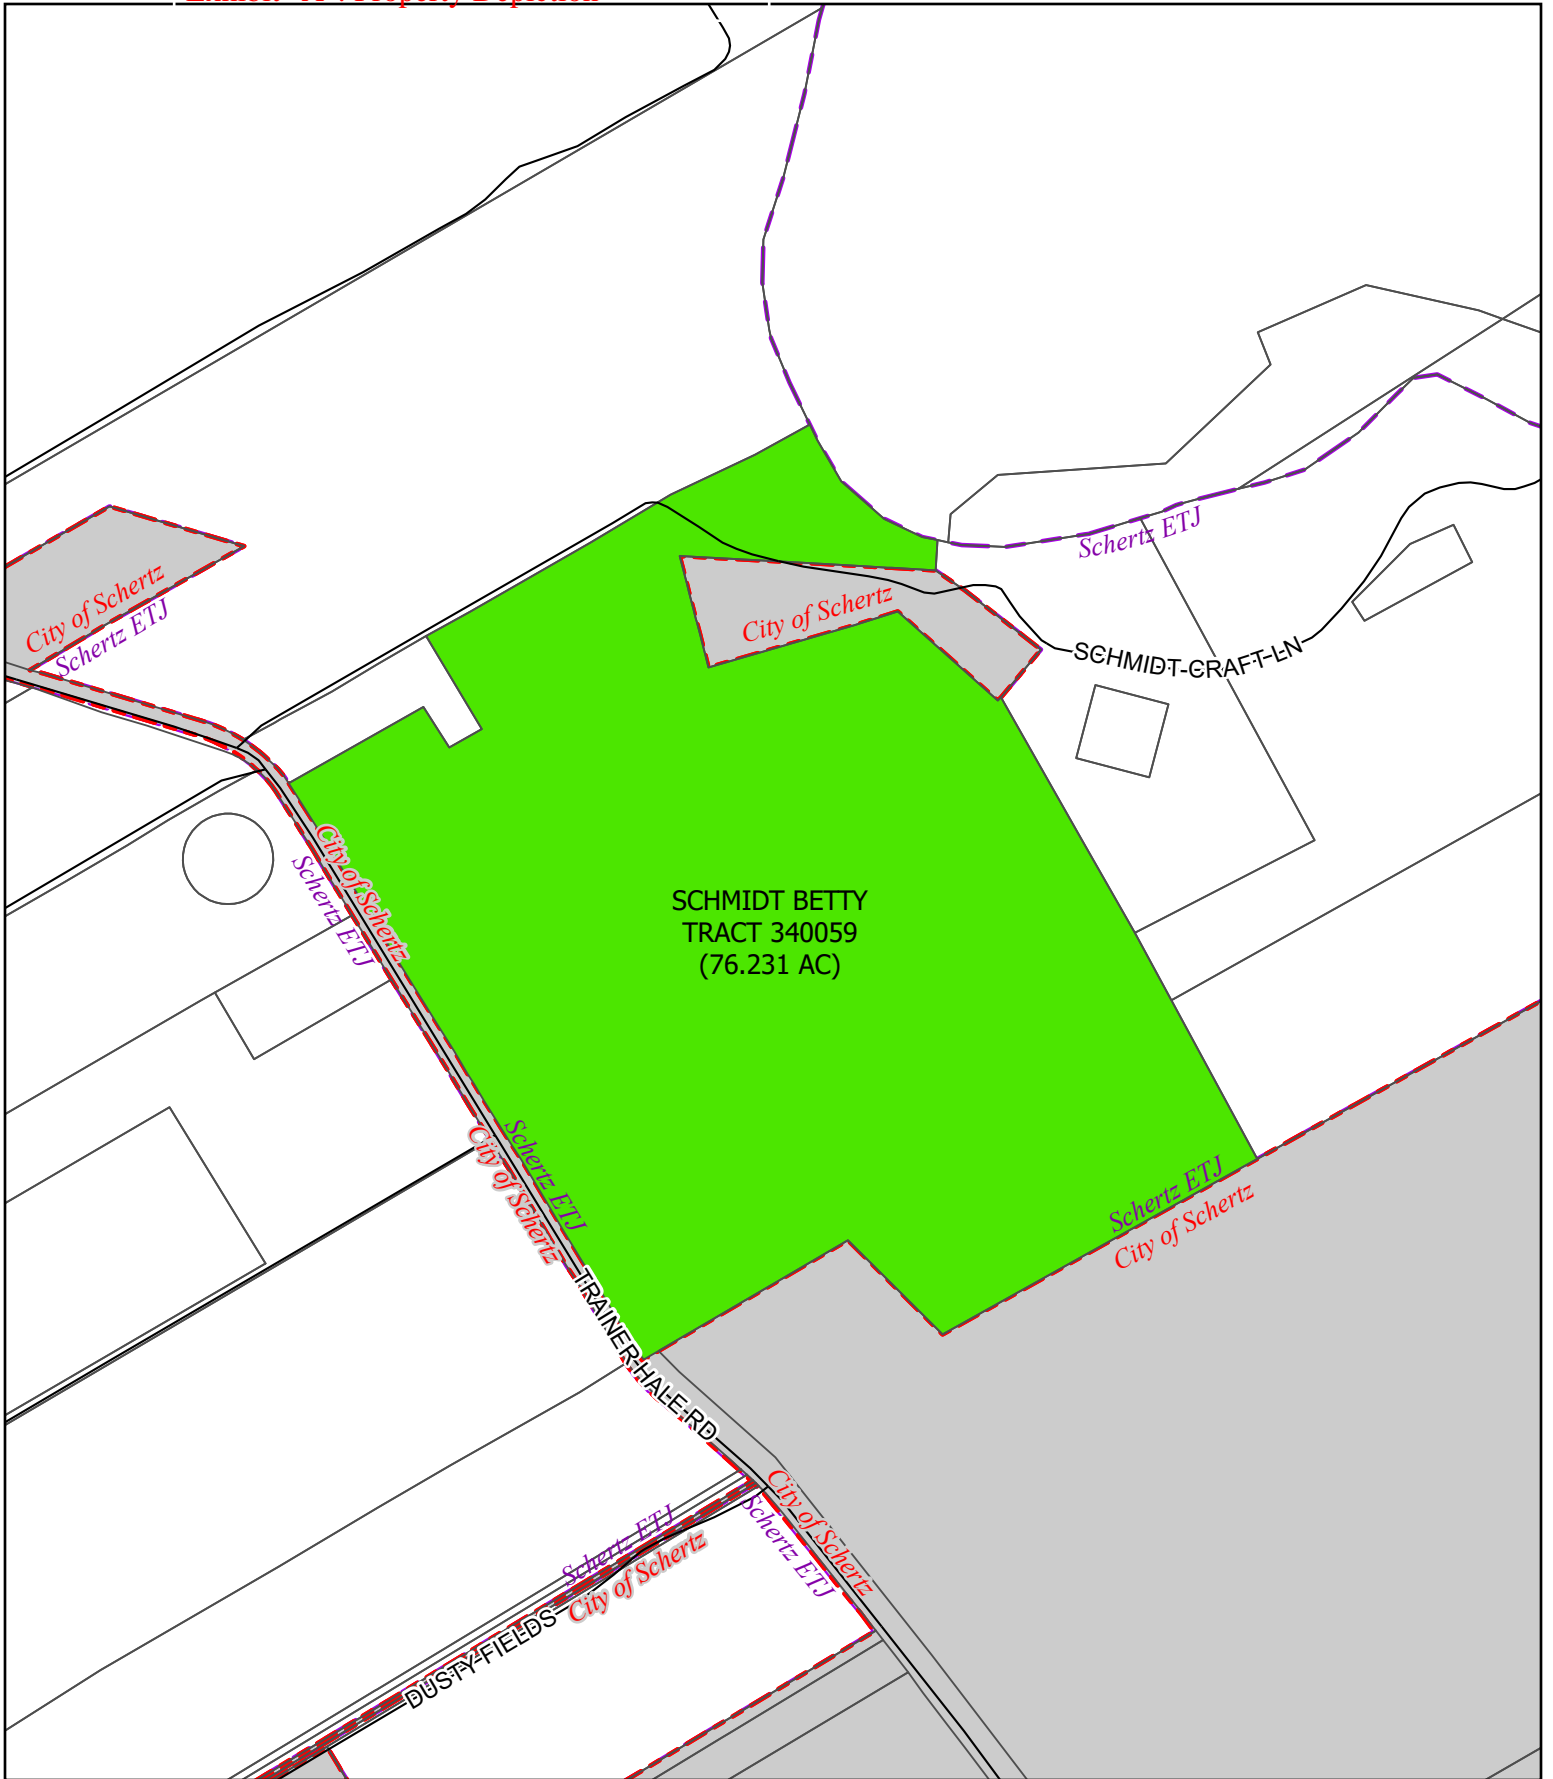 Property Depiction
Schertz ETJ
City of Schertz
Schertz ETJ
City of Schertz
SCHMIDT-CRAFT-LN
City of Schertz
Schertz ETJ
SCHMIDT BETTY
TRACT 340059
(76.231 AC)
Schertz ETJ
City of Schertz
Schertz ETJ
City of Schertz
TRAINER-HALE-RD
City of Schertz
Schertz ETJ
Schertz ETJ
City of Schertz
DUSTY-FIELDS